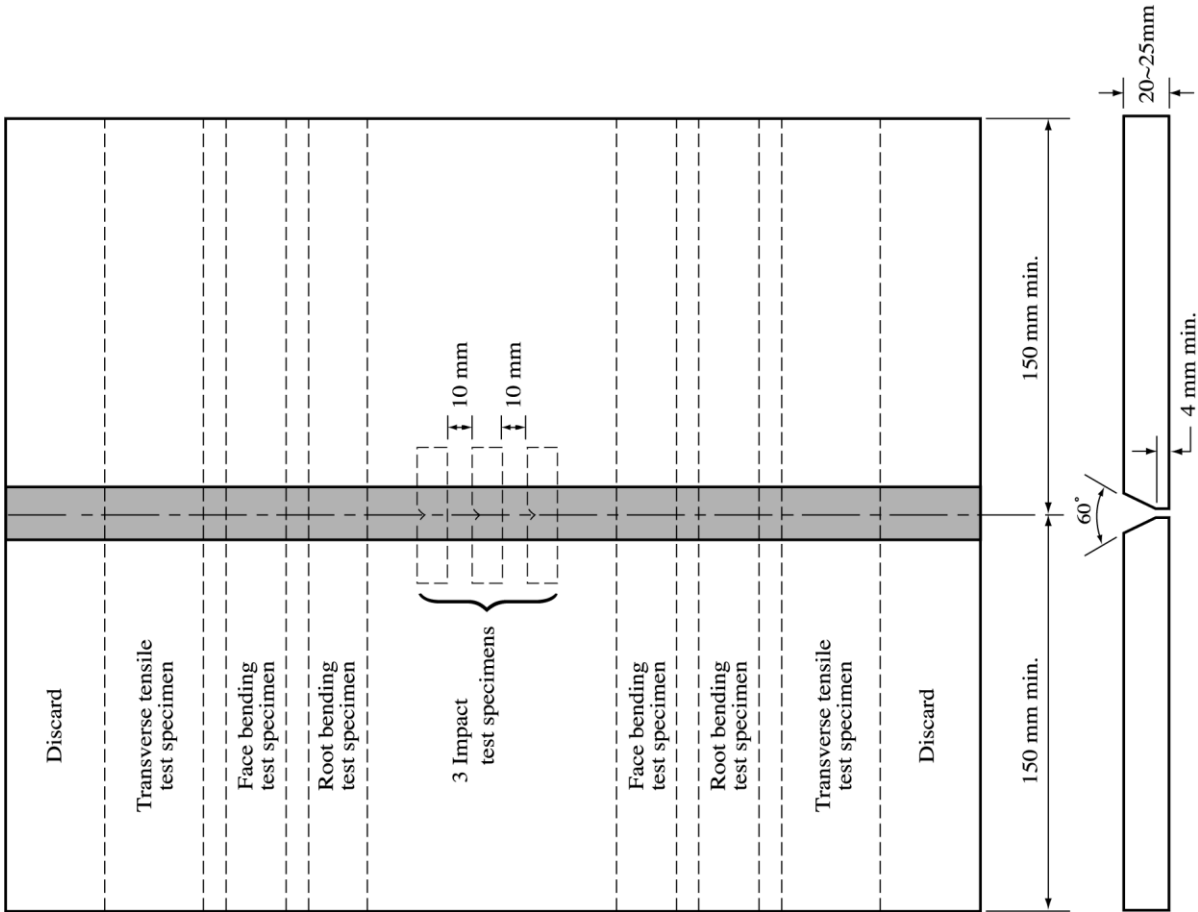 Discard
Transverse tensile
test specimen
Face bending
test specimen
Root bending
test specimen
3 Impact
test specimens
Face bending
test specimen
Root bending
test specimen
Transverse tensile
test specimen
Discard
10 mm
10 mm
150 mm min.
150 mm min.
20~25mm
4 mm min.
60°